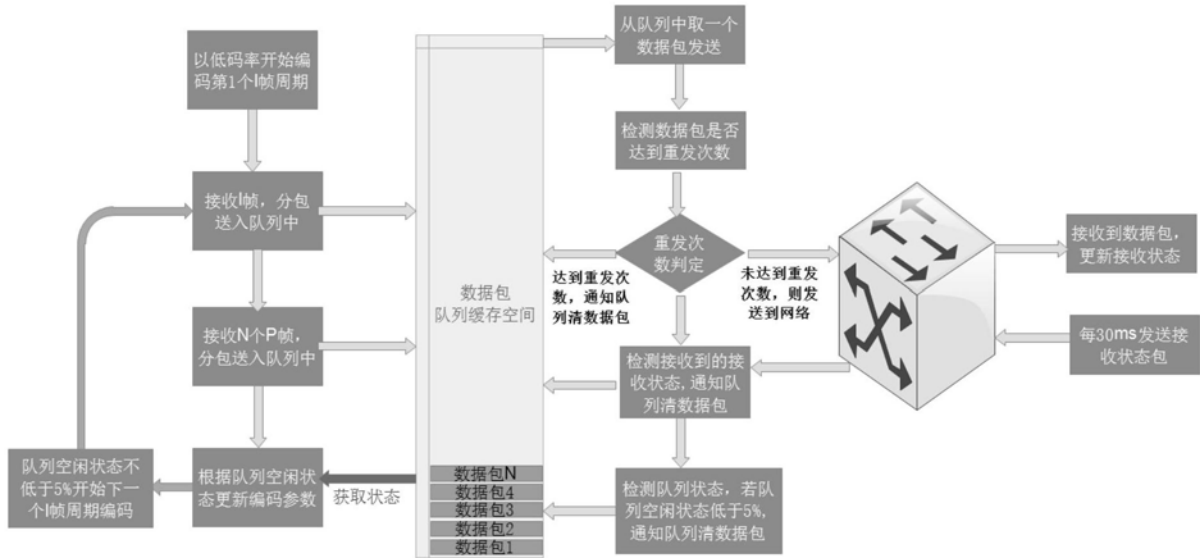 以低码率开始编
码第1个I帧周期
接收I帧，分包
送入队列中
接收N个P帧，
分包送入队列中
根据队列空闲状
态更新编码参数
队列空闲状态不
低于5%开始下一
个I帧周期编码
获取状态
数据包
队列缓存空间
数据包N
数据包4
数据包3
数据包2
数据包1
从队列中取一个
数据包发送
检测数据包是否
达到重发次数
重发次
数判定
达到重发次
数，通知队
列清数据包
未达到重发
次数，则发
送到网络
检测接收到的接
收状态,通知队
列清数据包
检测队列状态，若队
列空闲状态低于5%,
通知队列清数据包
接收到数据包，
更新接收状态
每30ms发送接
收状态包